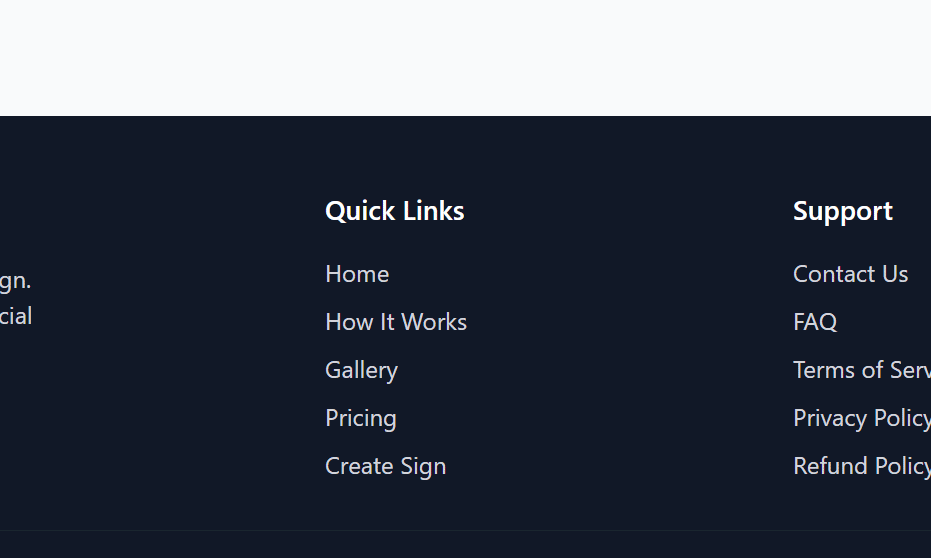 gn.
cial
Quick Links
Home
How It Works
Gallery
Pricing
Create Sign
Support
Contact Us
FAQ
Terms of Serv
Privacy Policy
Refund Policy